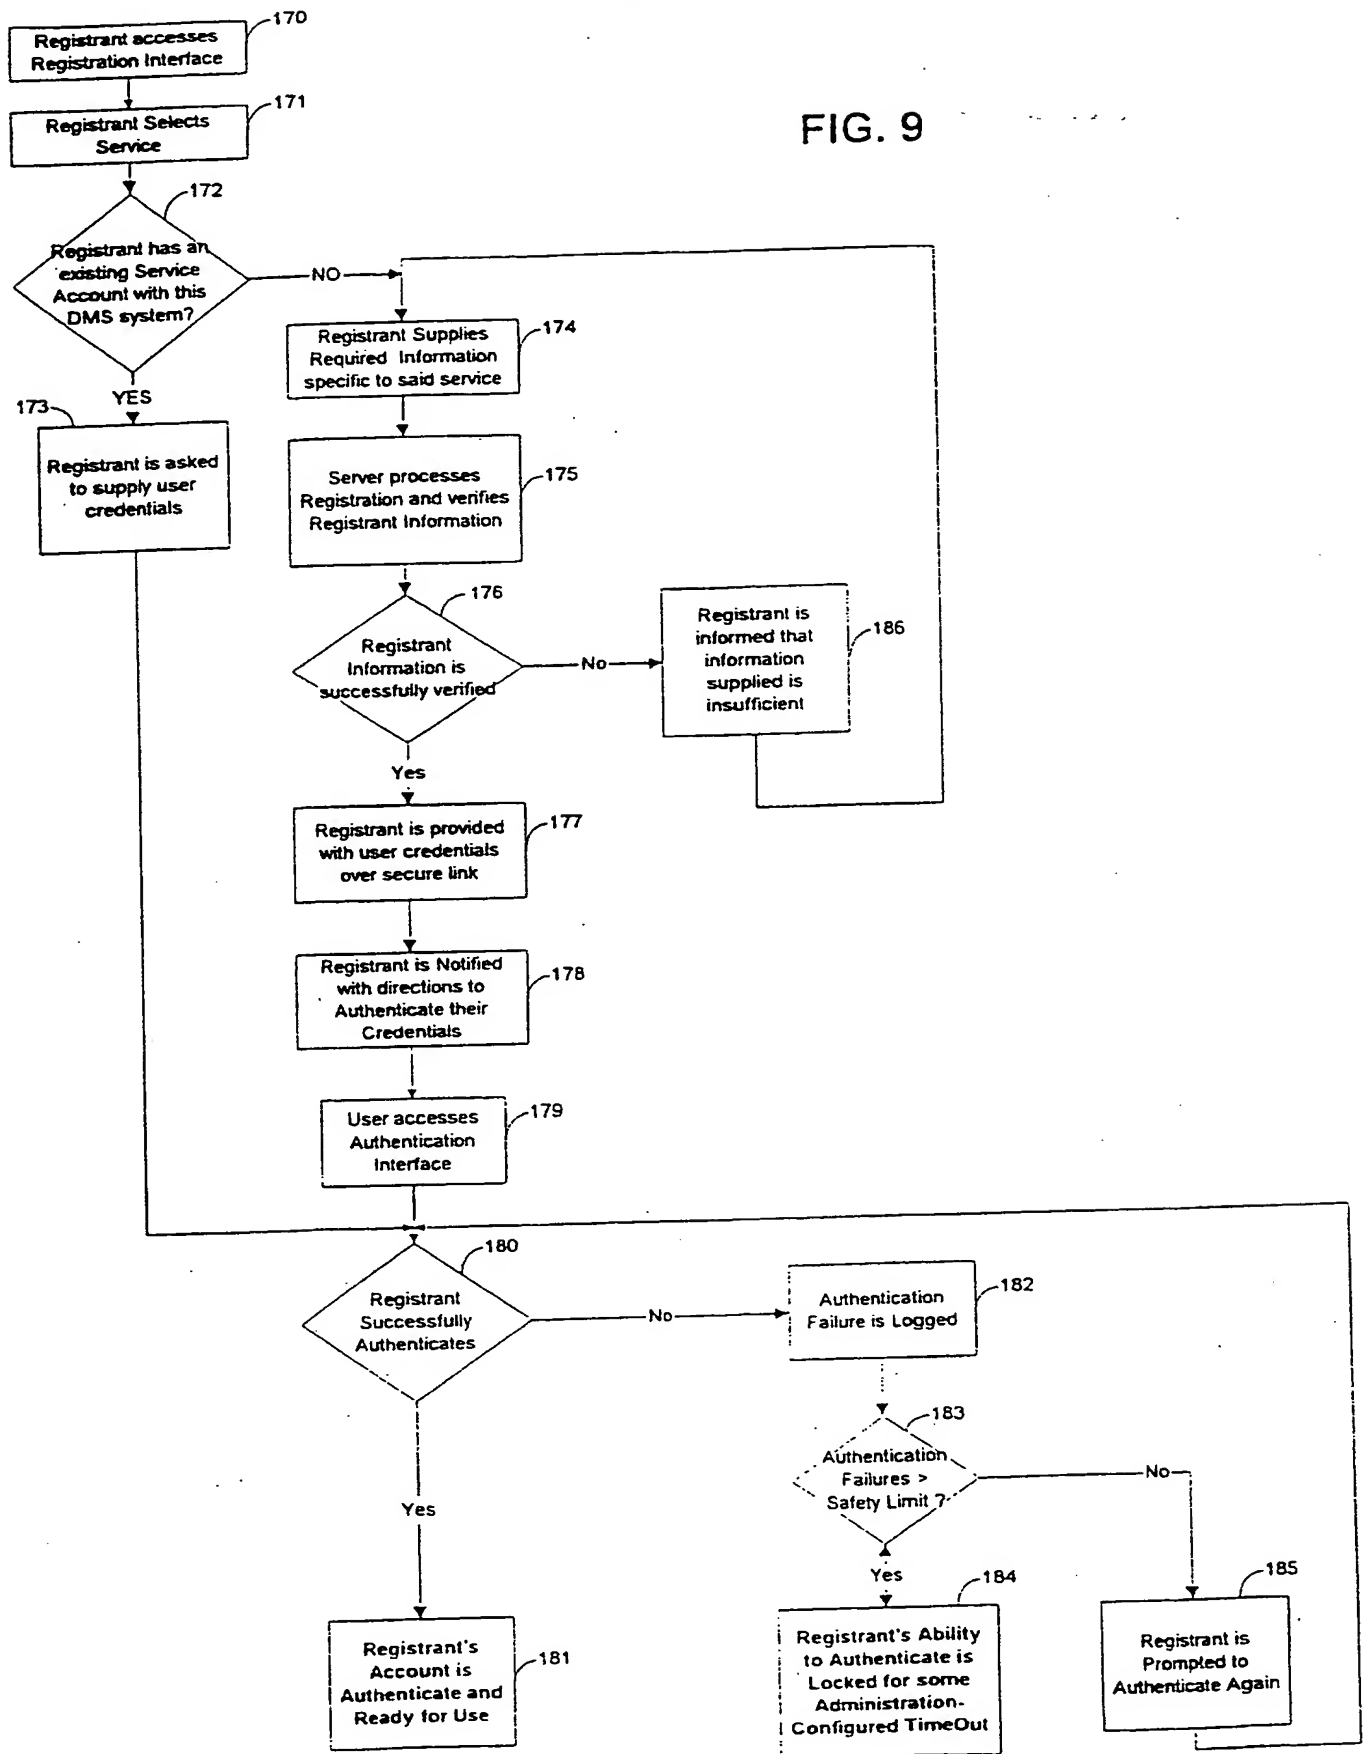 170
Registrant accesses
Registration Interface
171
Registrant Selects
Service
FIG. 9
172
Registrant has an
existing Service
Account with this
DMS system?
NO
YES
173
Registrant is asked
to supply user
credentials
174
Registrant Supplies
Required Information
specific to said service
175
Server processes
Registration and verifies
Registrant Information
176
Registrant
Information is
successfully verified
No
186
Registrant is
informed that
information
supplied is
insufficient
Yes
177
Registrant is provided
with user credentials
over secure link
178
Registrant is Notified
with directions to
Authenticate their
Credentials
179
User accesses
Authentication
Interface
180
Registrant
Successfully
Authenticates
No
182
Authentication
Failure is Logged
183
Authentication
Failures >
Safety Limit ?
No
Yes
Yes
184
Registrant's Ability
to Authenticate is
Locked for some
Administration-
Configured TimeOut
185
Registrant is
Prompted to
Authenticate Again
181
Registrant's
Account is
Authenticate and
Ready for Use